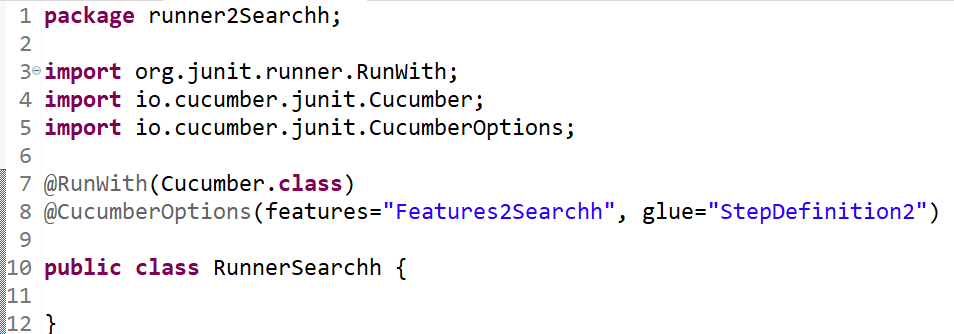 1 package runner2Searchh;
2
3 import org.junit.runner.RunWith;
4 import io.cucumber.junit.Cucumber;
5 import io.cucumber.junit.CucumberOptions;
6
7 @RunWith(Cucumber.class)
8 @CucumberOptions(features="Features2Searchh", glue="StepDefinition2")
9
10 public class RunnerSearchh {
11
12 }